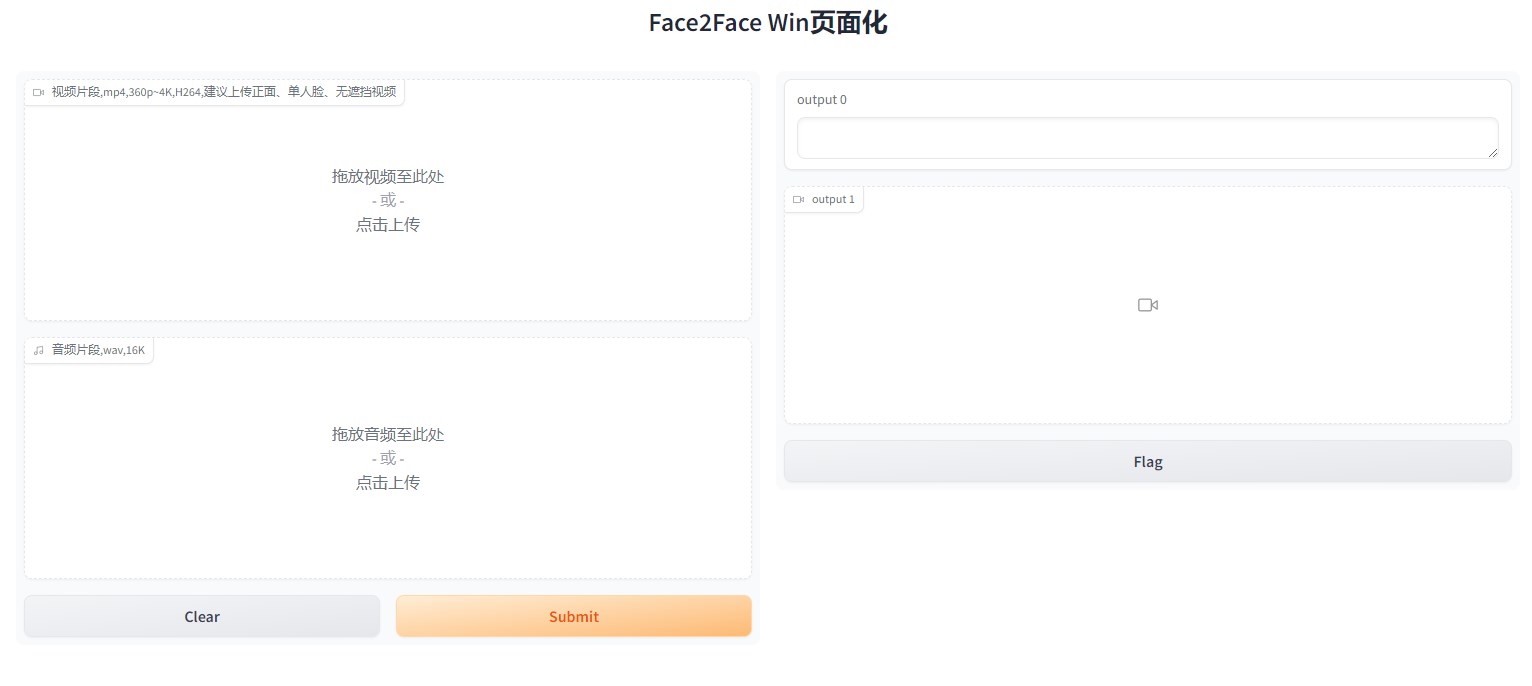 Face2Face Win页面化
视频片段,mp4,360p~4K,H264,建议上传正面、单人脸、无遮挡视频
拖放视频至此处
- 或 -
点击上传
音频片段,wav,16K
拖放音频至此处
- 或 -
点击上传
Clear
Submit
output 0
output 1
Flag